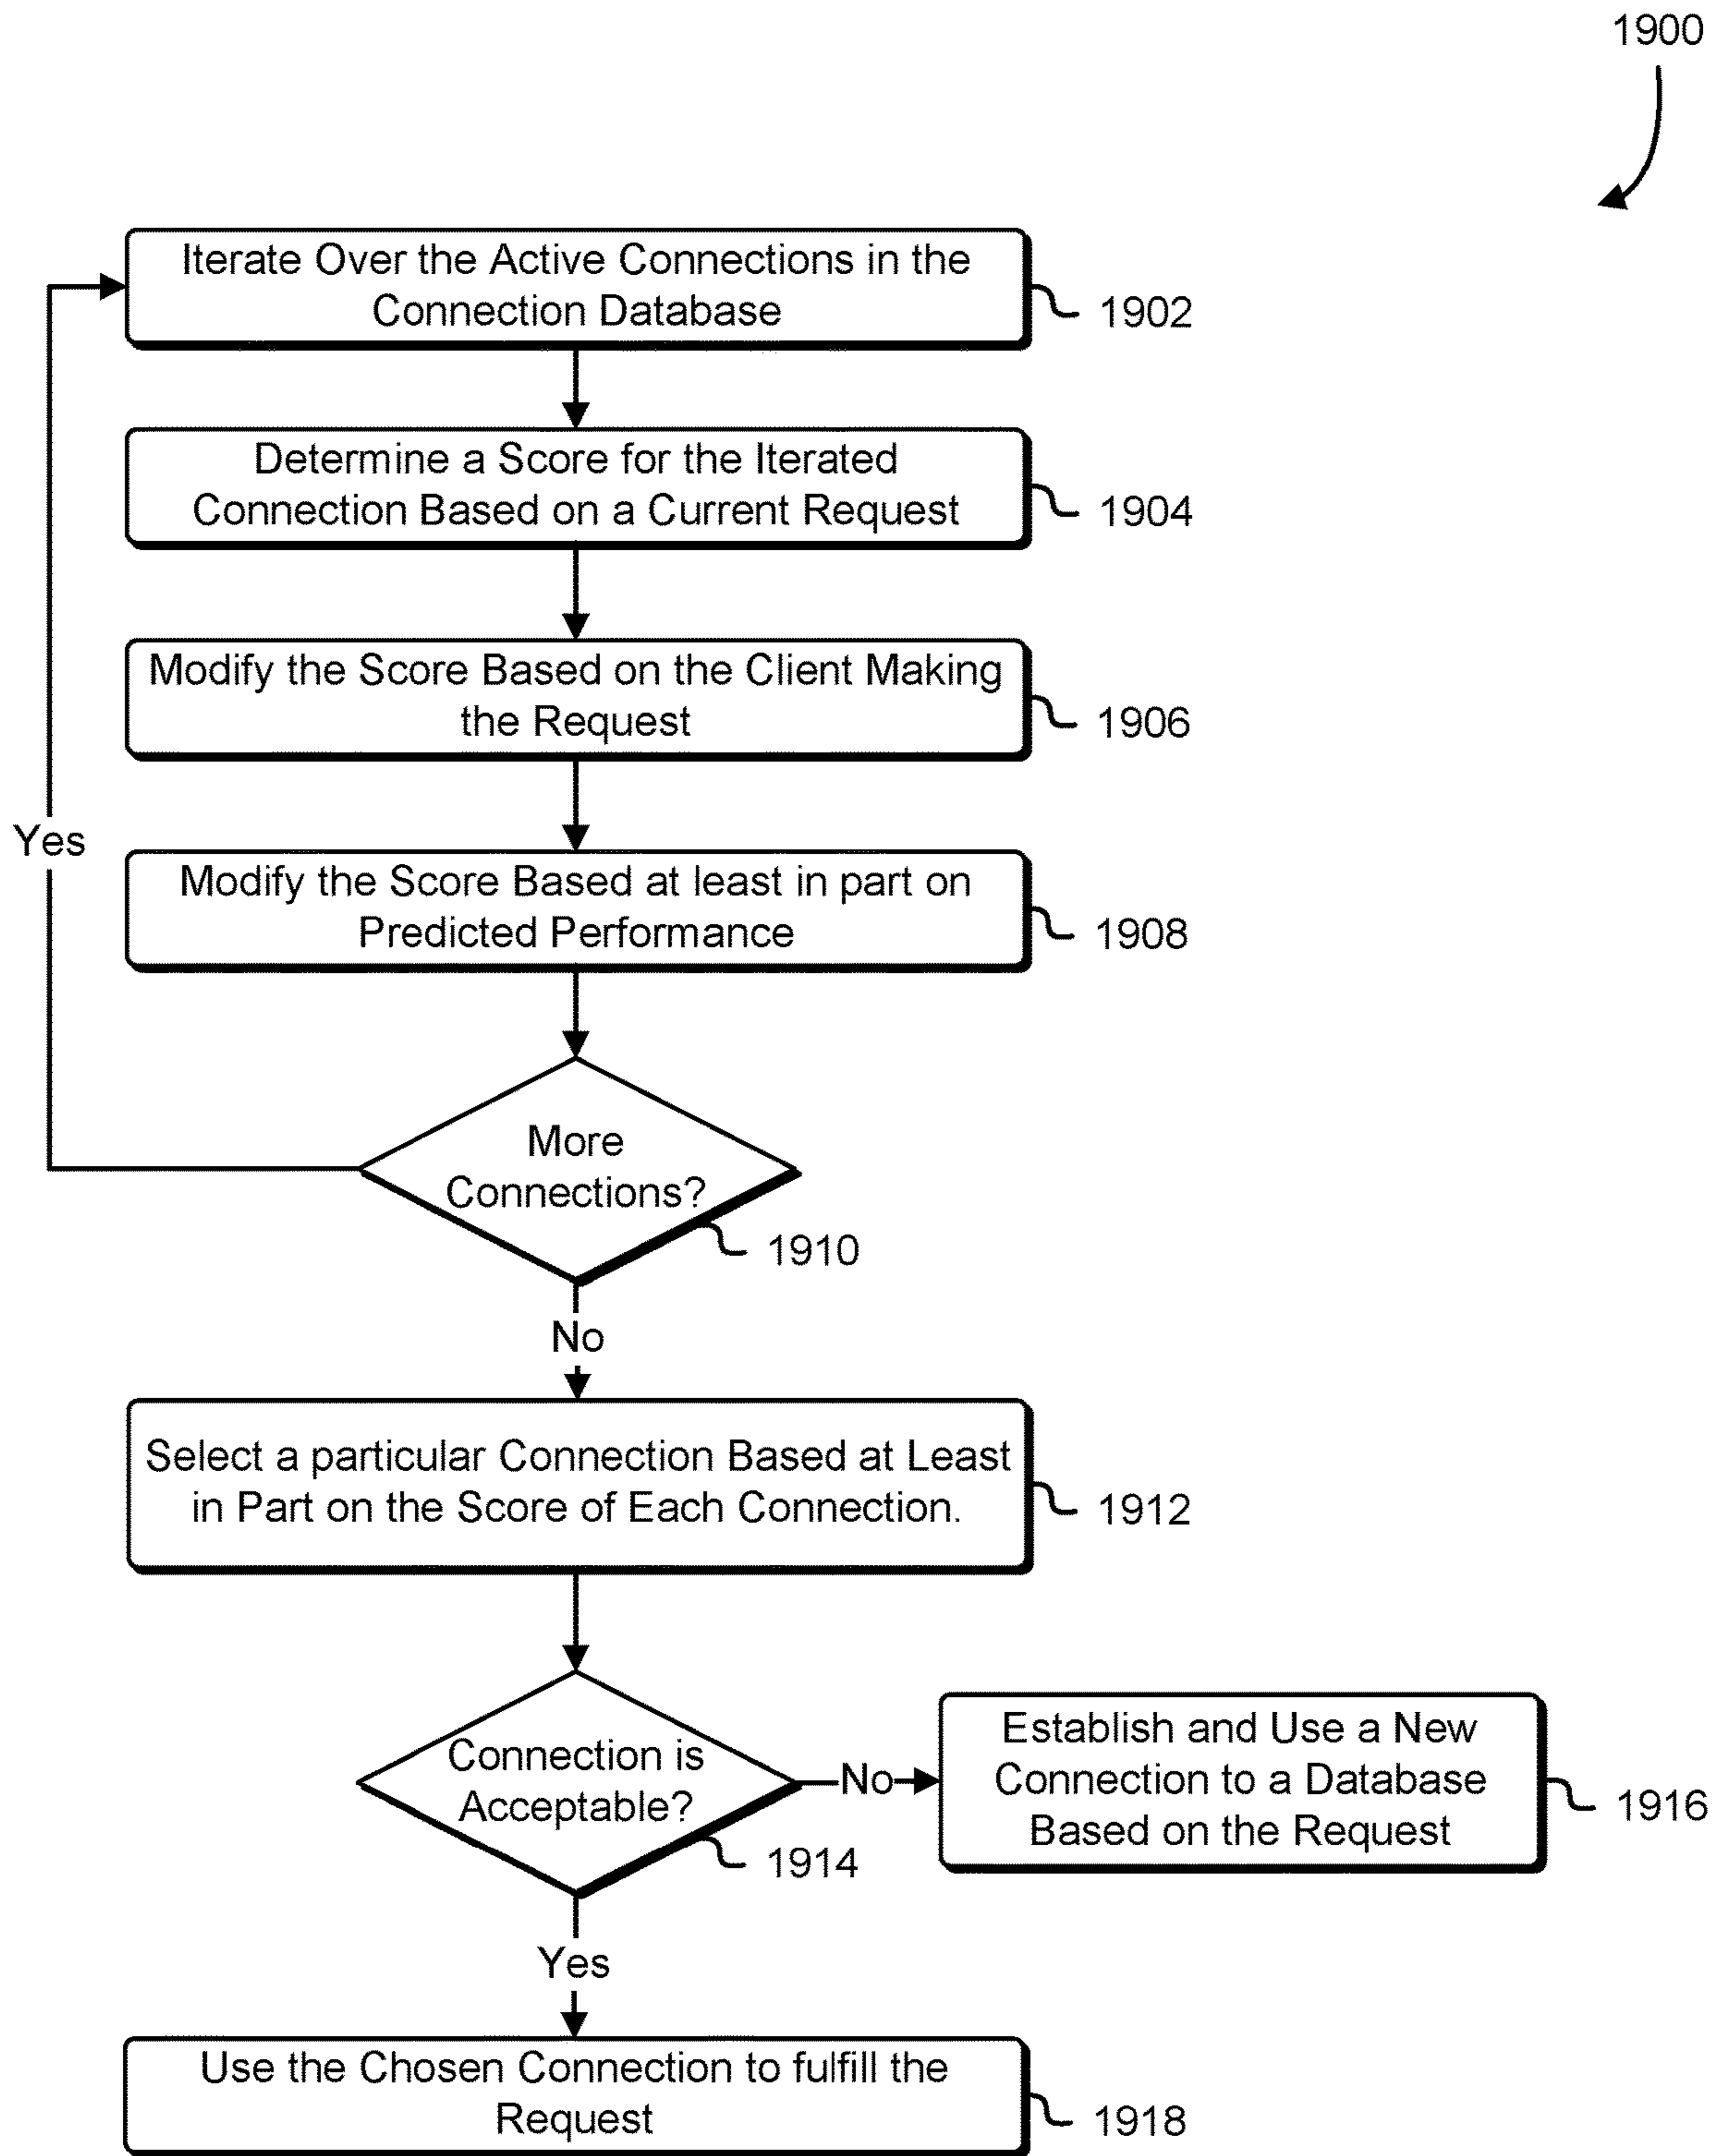 1900
Iterate Over the Active Connections in the
Connection Database
1902
Determine a Score for the Iterated
Connection Based on a Current Request
1904
Modify the Score Based on the Client Making
the Request
1906
Yes
Modify the Score Based at least in part on
Predicted Performance
1908
More
Connections?
1910
No
Select a particular Connection Based at Least
in Part on the Score of Each Connection.
1912
Connection is
Acceptable?
1914
No
Establish and Use a New
Connection to a Database
Based on the Request
1916
Yes
Use the Chosen Connection to fulfill the
Request
1918